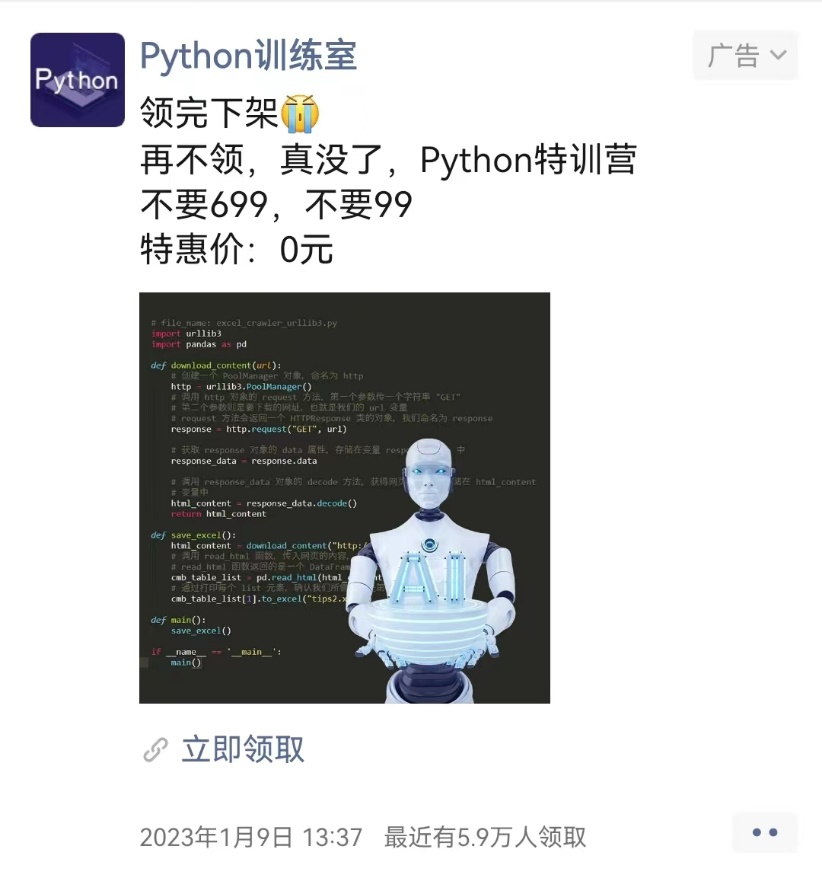 Python
Python训练室
广告
领完下架😭
再不领，真没了，Python特训营
不要699，不要99
特惠价：0元
# file_name: excel_crawler_urllib3.py
import urllib3
import pandas as pd
def download_content(url):
# 创建一个 PoolManager 对象，命名为 http
http = urllib3.PoolManager()
# 调用 http 对象的 request 方法，第一个参数传一个字符串 "GET"
# 第二个参数则是要下载的网址，也就是我们的 url 变量
# request 方法会返回一个 HTTPResponse 类的对象，我们命名为 response
response = http.request("GET", url)
# 获取 response 对象的 data 属性，存储在变量 resp 中
response_data = response.data
# 调用 response_data 对象的 decode 方法，获得网页 储在 html_content
# 变量中
html_content = response_data.decode()
return html_content
def save_excel():
html_content = download_content("http:
# 调用 read_html 函数，传入网页的内容，
# read_html 函数返回的是一个 DataFram
cmb_table_list = pd.read_html(html_ nt
# 通过打印每个 list 元素，确认我们所
cmb_table_list[1].to_excel("tips2.x
def main():
save_excel()
if __name__ == '__main__':
main()
AI
立即领取
2023年1月9日 13:37 最近有5.9万人领取